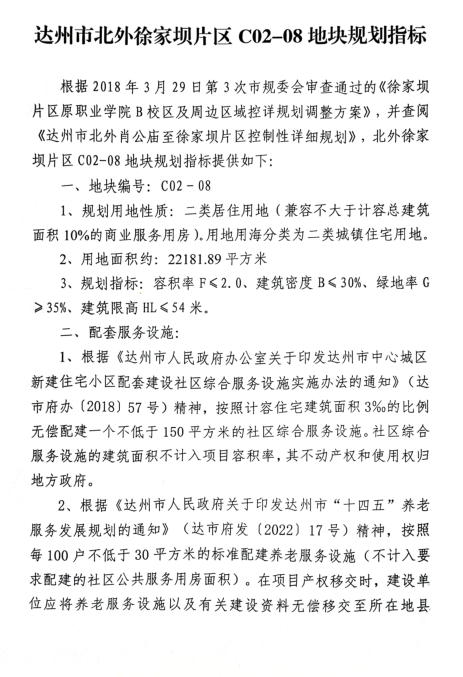 达州市北外徐家坝片区 C02-08 地块规划指标
根据 2018 年 3 月 29 日第 3 次市规委会审查通过的《徐家坝
片区原职业学院 B 校区及周边区域控详规划调整方案》，并查阅
《达州市北外肖公庙至徐家坝片区控制性详细规划》，北外徐家
坝片区 C02-08 地块规划指标提供如下：
一、地块编号：C02-08
1、规划用地性质：二类居住用地（兼容不大于计容总建筑
面积 10%的商业服务用房）。用地用海分类为二类城镇住宅用地。
2、用地面积约：22181.89 平方米
3、规划指标：容积率 F≤2.0、建筑密度 B≤30%、绿地率 G
≥35%、建筑限高 HL≤54 米。
二、配套服务设施：
1、根据《达州市人民政府办公室关于印发达州市中心城区
新建住宅小区配套建设社区综合服务设施实施办法的通知》（达
市府办〔2018〕57 号）精神，按照计容住宅建筑面积 3‰的比例
无偿配建一个不低于 150 平方米的社区综合服务设施。社区综合
服务设施的建筑面积不计入项目容积率，其不动产权和使用权归
地方政府。
2、根据《达州市人民政府关于印发达州市“十四五”养老
服务发展规划的通知》（达市府发〔2022〕17 号）精神，按照
每 100 户不低于 30 平方米的标准配建养老服务设施（不计入要
求配建的社区公共服务用房面积）。在项目产权移交时，建设单
位应将养老服务设施以及有关建设资料无偿移交至所在地县